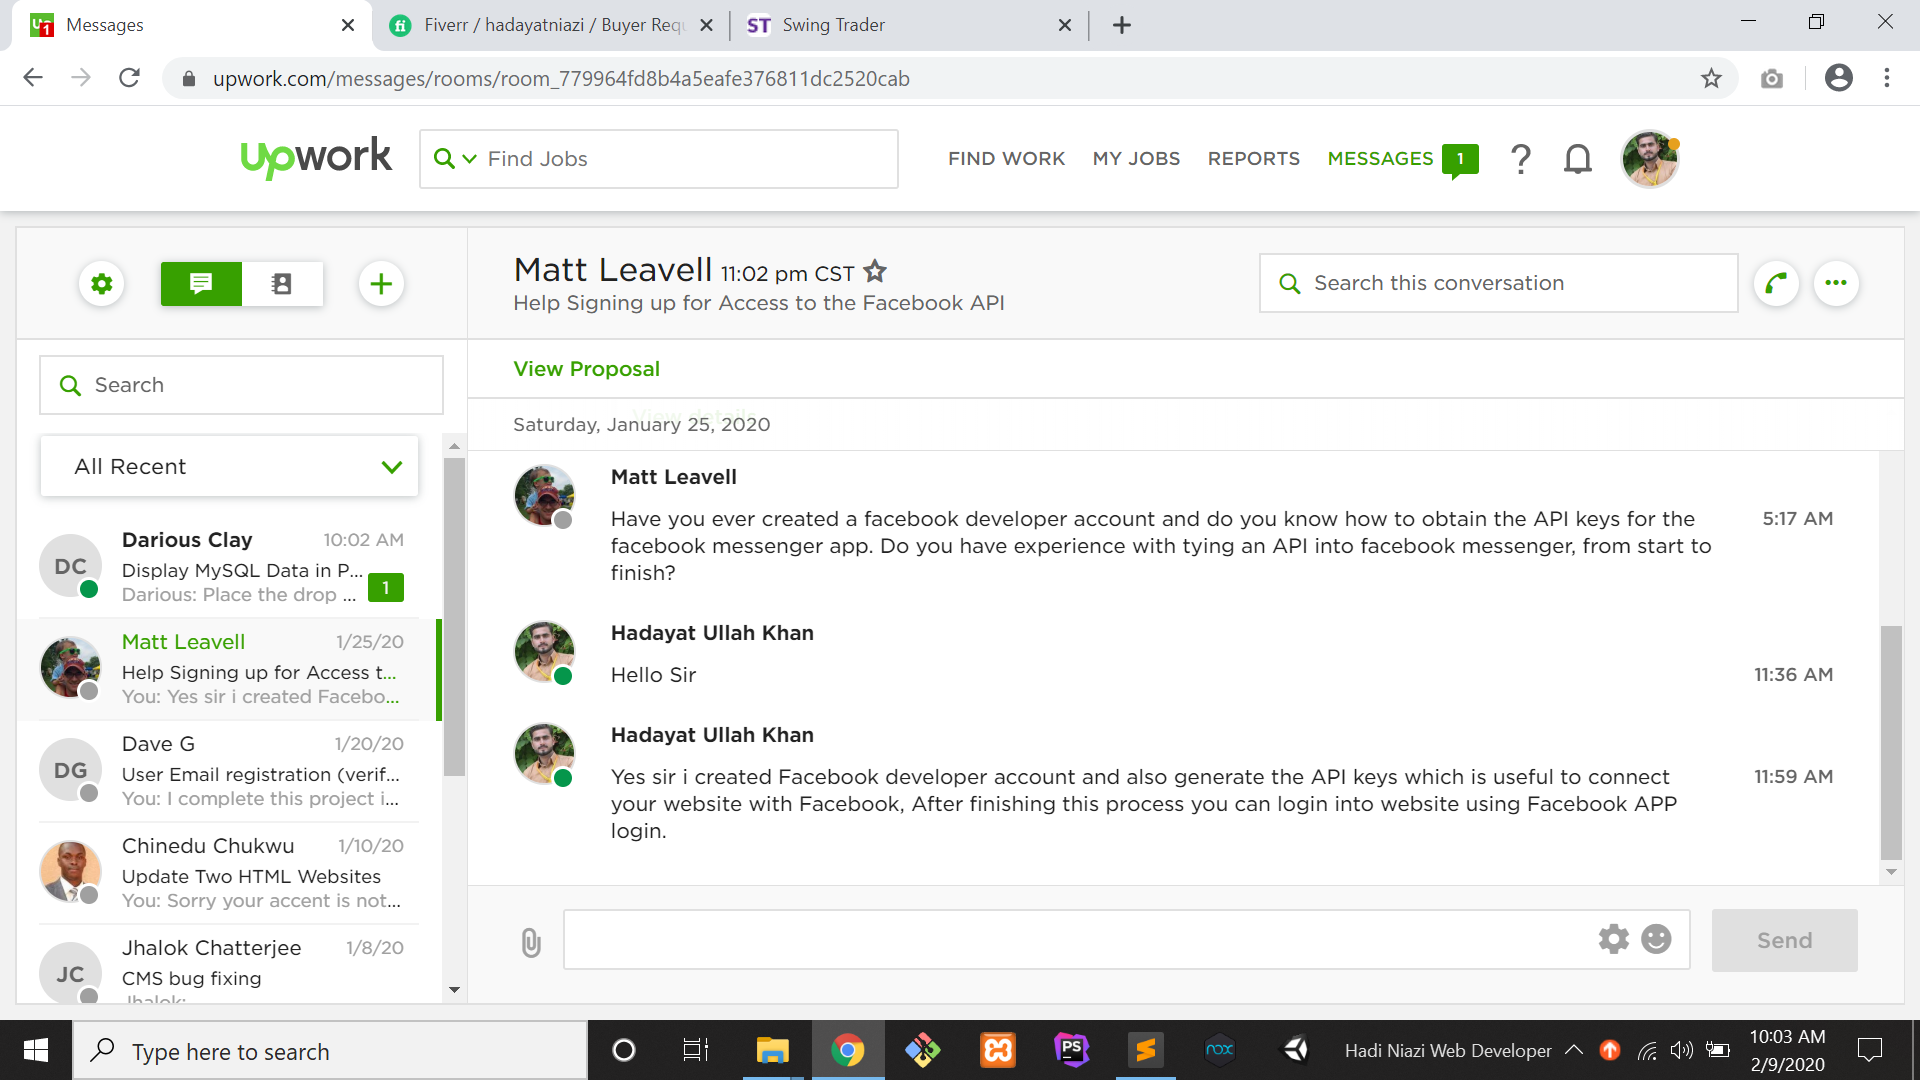 Messages
Fiverr / hadayatniazi / Buyer Requ
ST Swing Trader
upwork.com/messages/rooms/room_779964fd8b4a5eafe376811dc2520cab
upwork
Find Jobs
FIND WORK
MY JOBS
REPORTS
MESSAGES 1
Matt Leavell 11:02 pm CST
Help Signing up for Access to the Facebook API
Search this conversation
View Proposal
View details
Saturday, January 25, 2020
Search
All Recent
DC
Darious Clay 10:02 AM
Display MySQL Data in P...
Darious: Place the drop ... 1
Matt Leavell 1/25/20
Help Signing up for Access t...
You: Yes sir i created Facebo...
DG
Dave G 1/20/20
User Email registration (verif...
You: I complete this project i...
Chinedu Chukwu 1/10/20
Update Two HTML Websites
You: Sorry your accent is not...
JC
Jhalok Chatterjee 1/8/20
CMS bug fixing
Jhalok:
Matt Leavell
Have you ever created a facebook developer account and do you know how to obtain the API keys for the 5:17 AM
facebook messenger app. Do you have experience with tying an API into facebook messenger, from start to
finish?
Hadayat Ullah Khan
Hello Sir 11:36 AM
Hadayat Ullah Khan
Yes sir i created Facebook developer account and also generate the API keys which is useful to connect 11:59 AM
your website with Facebook, After finishing this process you can login into website using Facebook APP
login.
Send
Type here to search
PS
nox
Hadi Niazi Web Developer
10:03 AM
2/9/2020